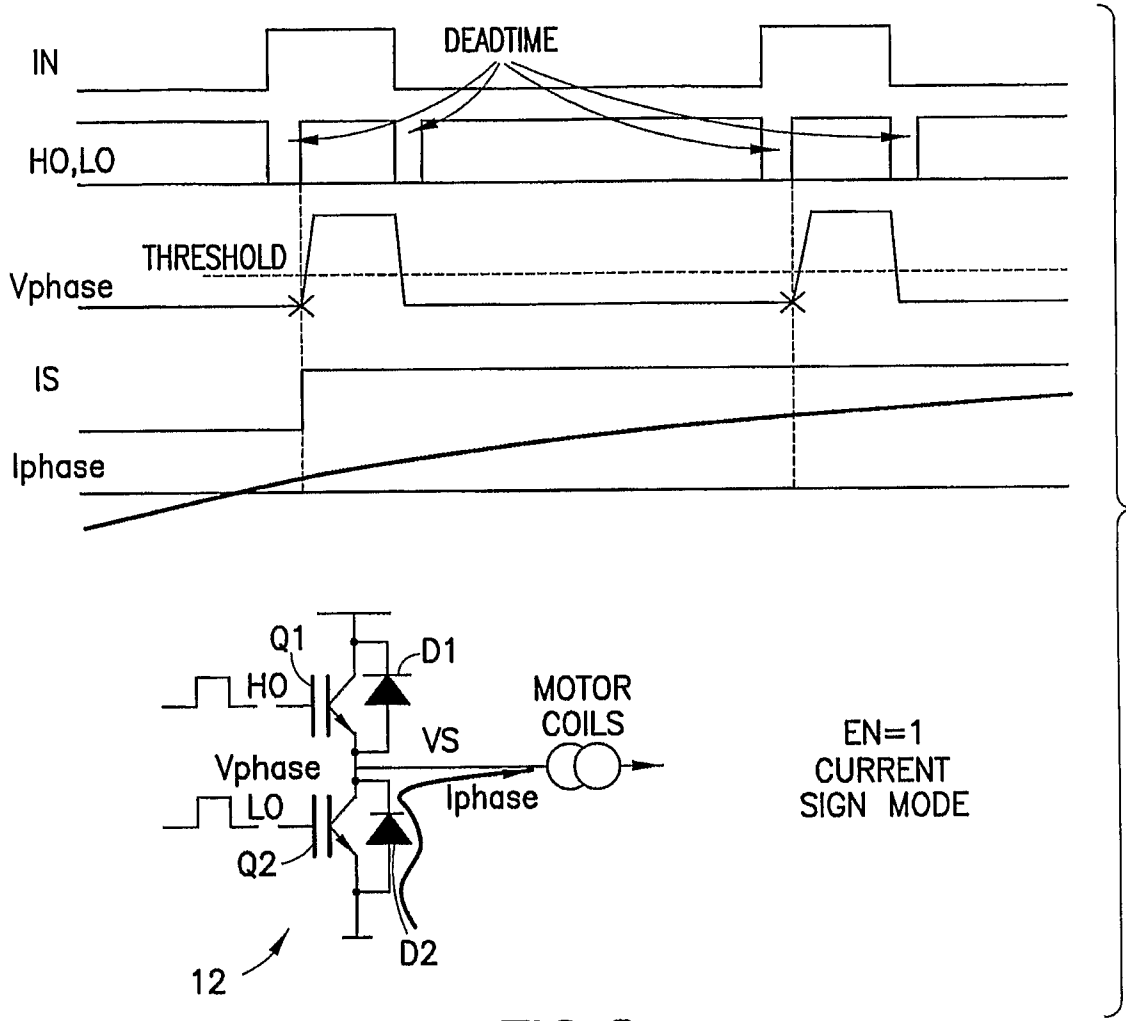 IN
DEADTIME
HO,LO
THRESHOLD
Vphase
IS
Iphase
Q1
D1
HO
MOTOR
COILS
VS
Vphase
Iphase
LO
Q2
D2
12
EN=1
CURRENT
SIGN MODE